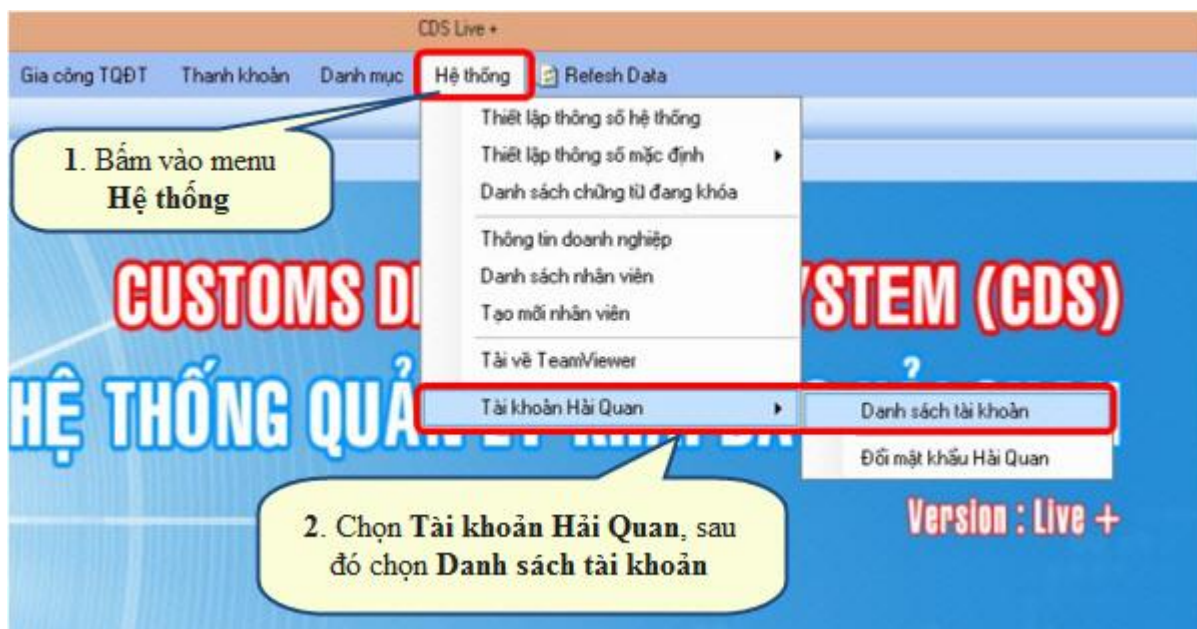 CDS Live +
Gia công TQĐT Thanh khoản Danh mục Hệ thống Refesh Data
Thiết lập thông số hệ thống
1. Bấm vào menu
Hệ thống
Thiết lập thông số mặc định
Danh sách chứng từ đang khóa
Thông tin doanh nghiệp
Danh sách nhân viên
Tạo mới nhân viên
CUSTOMS
STEM (CDS)
Tải về TeamViewer
HỆ THỐNG
Tài khoản Hải Quan
Danh sách tài khoản
Đổi mật khẩu Hải Quan
2. Chọn Tài khoản Hải Quan, sau
đó chọn Danh sách tài khoản
Version : Live +